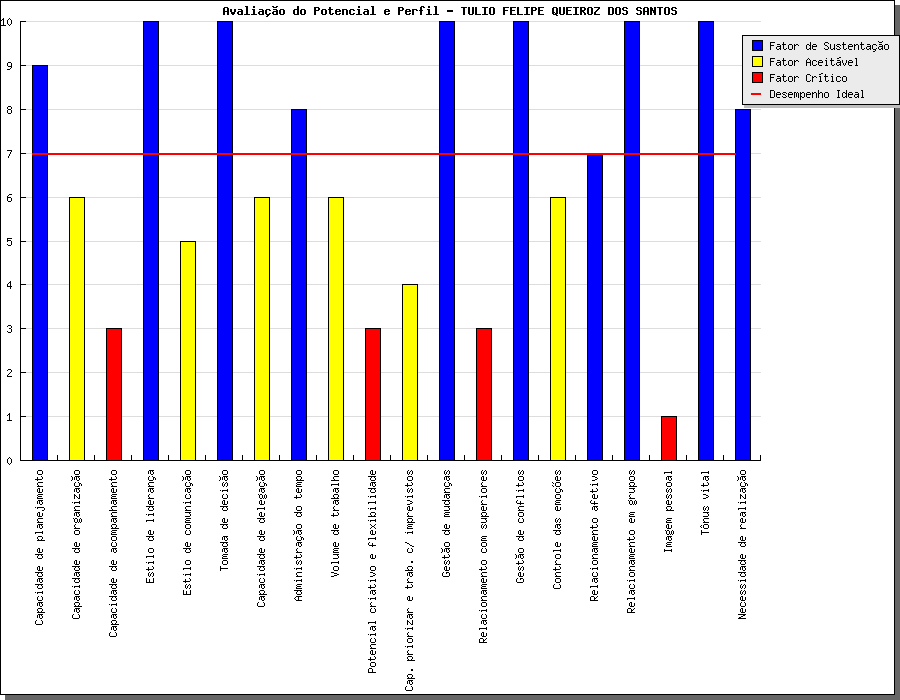 Avaliação do Potencial e Perfil - TULIO FELIPE QUEIROZ DOS SANTOS
Fator de Sustentação
Fator Aceitável
Fator Crítico
Desempenho Ideal
10
9
8
7
6
5
4
3
2
1
0
Capacidade de planejamento
Capacidade de organização
Capacidade de acompanhamento
Estilo de liderança
Estilo de comunicação
Tomada de decisão
Capacidade de delegação
Administração do tempo
Volume de trabalho
Potencial criativo e flexibilidade
Cap. priorizar e trab. c/ imprevistos
Gestão de mudanças
Relacionamento com superiores
Gestão de conflitos
Controle das emoções
Relacionamento afetivo
Relacionamento em grupos
Imagem pessoal
Tônus vital
Necessidade de realização